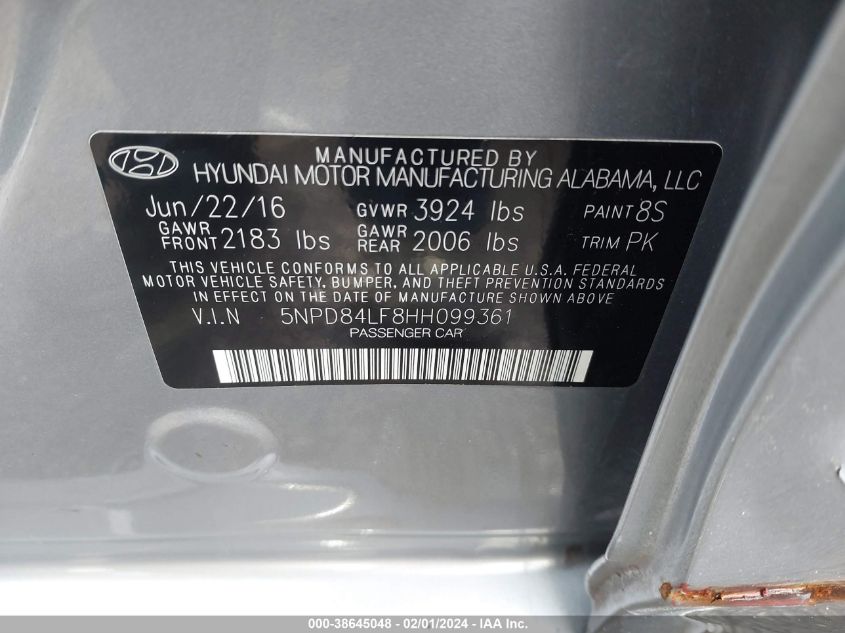 MANUFACTURED BY
HYUNDAI MOTOR MANUFACTURING ALABAMA, LLC
Jun/22/16 GVWR 3924 lbs PAINT 8S
GAWR FRONT 2183 lbs GAWR REAR 2006 lbs TRIM PK
THIS VEHICLE CONFORMS TO ALL APPLICABLE U.S.A. FEDERAL
MOTOR VEHICLE SAFETY, BUMPER, AND THEFT PREVENTION STANDARDS
IN EFFECT ON THE DATE OF MANUFACTURE SHOWN ABOVE.
V.I.N 5NPD84LF8HH099361
PASSENGER CAR
000-38645048 - 02/01/2024 - IAA Inc.